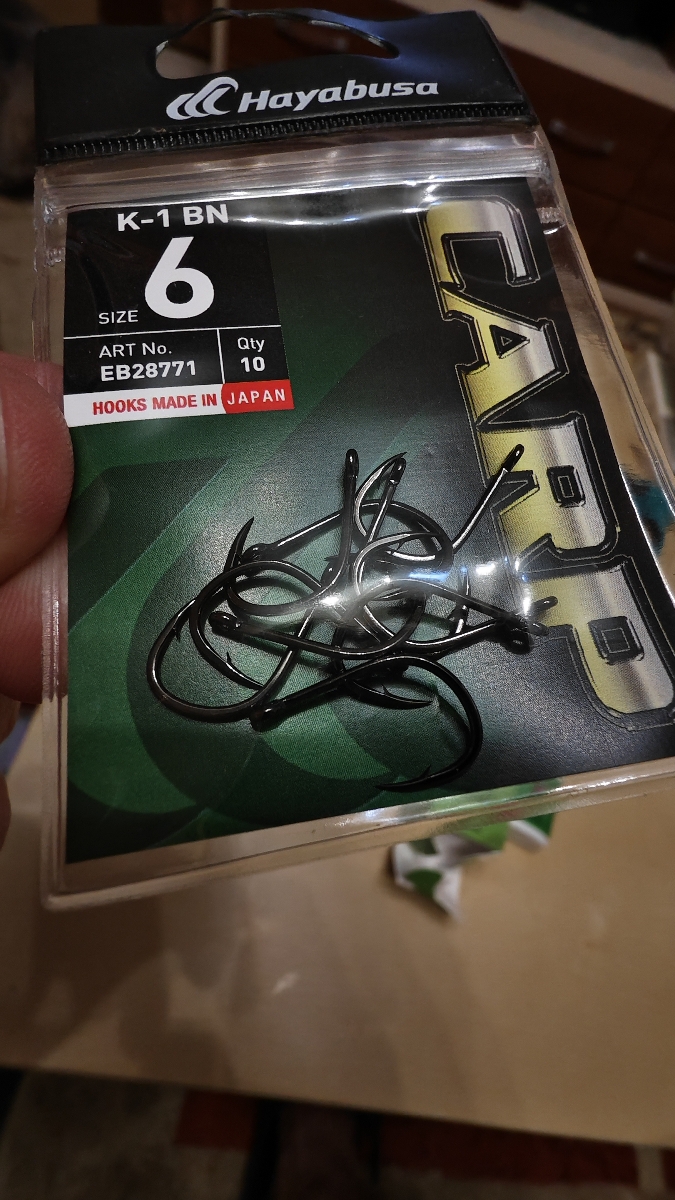 Hayabusa
K-1 BN
SIZE 6
ART No.
EB28771
Qty
10
HOOKS MADE IN JAPAN
CARP